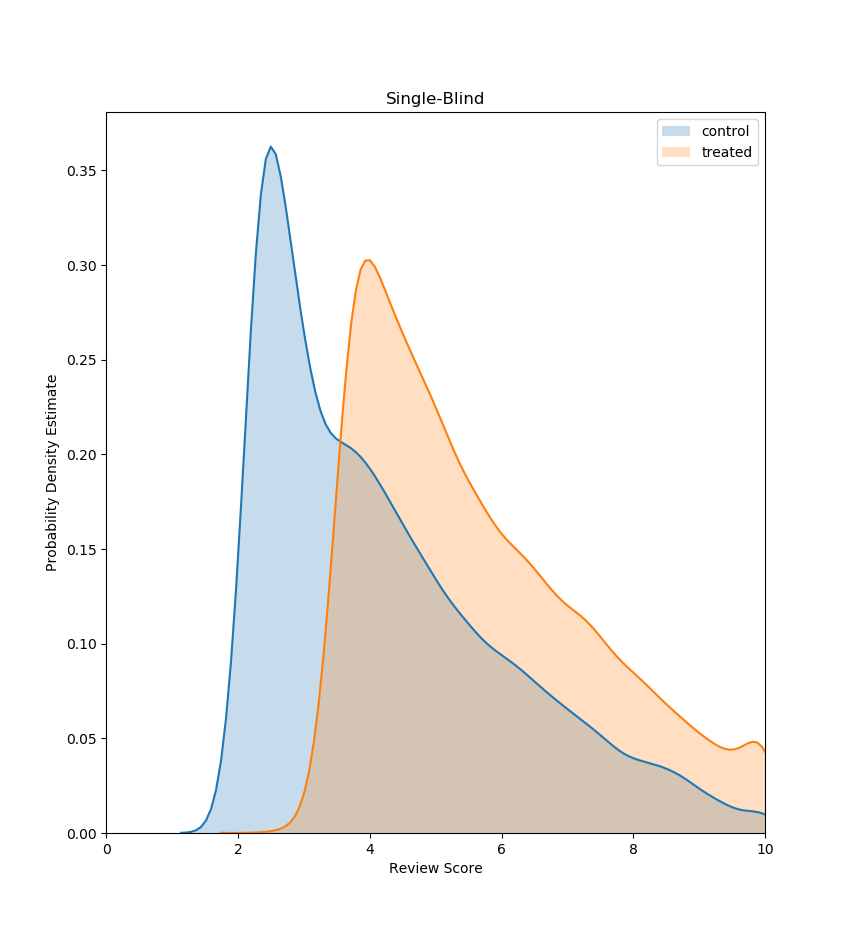 Single-Blind
control
treated
Probability Density Estimate
0.35
0.30
0.25
0.20
0.15
0.10
0.05
0.00
0 2 4 6 8 10
Review Score